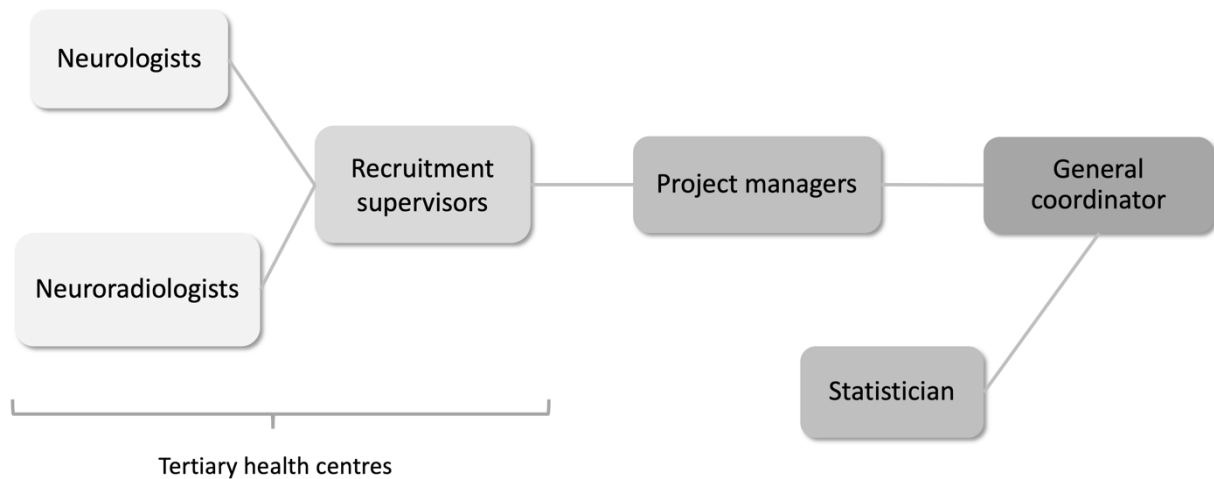 Neurologists
Recruitment
supervisors
Project managers
General
coordinator
Neuroradiologists
Statistician
Tertiary health centres